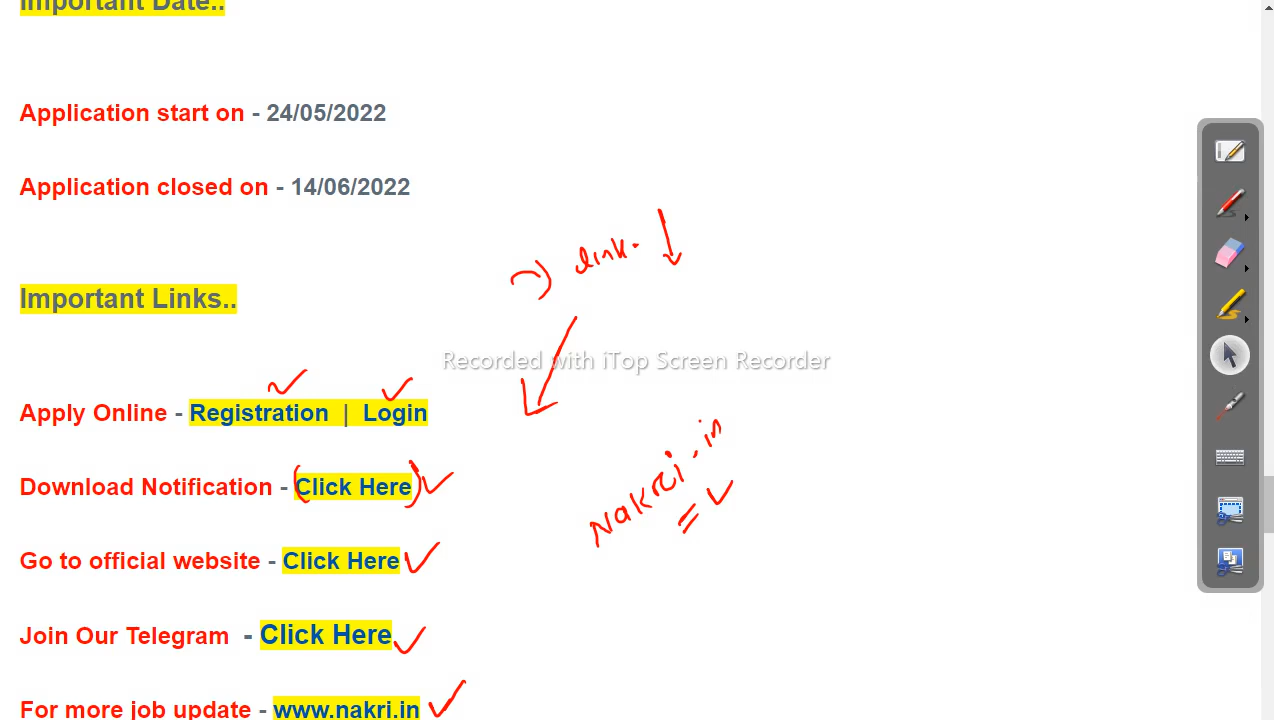 Important Date..
Application start on - 24/05/2022
Application closed on - 14/06/2022
link.
Important Links..
Recorded with iTop Screen Recorder
Apply Online - Registration | Login
Nakri.in
Download Notification - (Click Here)
Go to official website - Click Here
Join Our Telegram - Click Here
For more job update - www.nakri.in